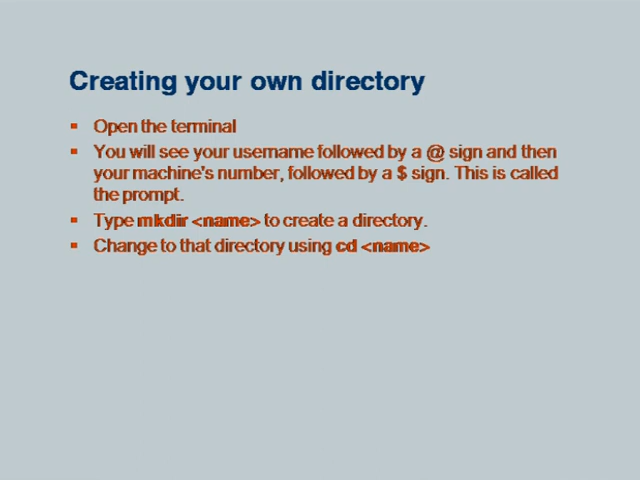 Creating your own directory
Open the terminal
You will see your username followed by a @ sign and then
your machine's number, followed by a $ sign. This is called
the prompt.
Type mkdir <name> to create a directory.
Change to that directory using cd <name>